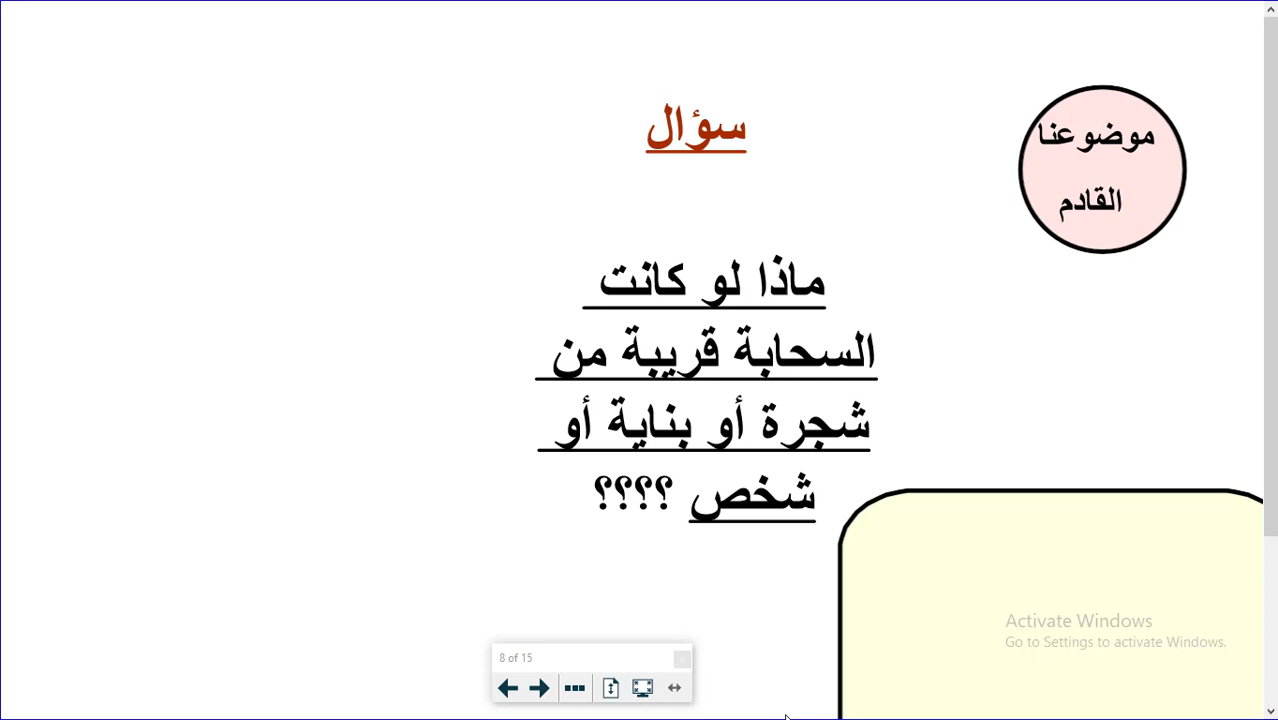 موضوعنا
القادم
سؤال
ماذا لو كانت
السحابة قريبة من
شجرة أو بناية أو
شخص ؟؟؟؟
Activate Windows
Go to Settings to activate Windows.
8 of 15